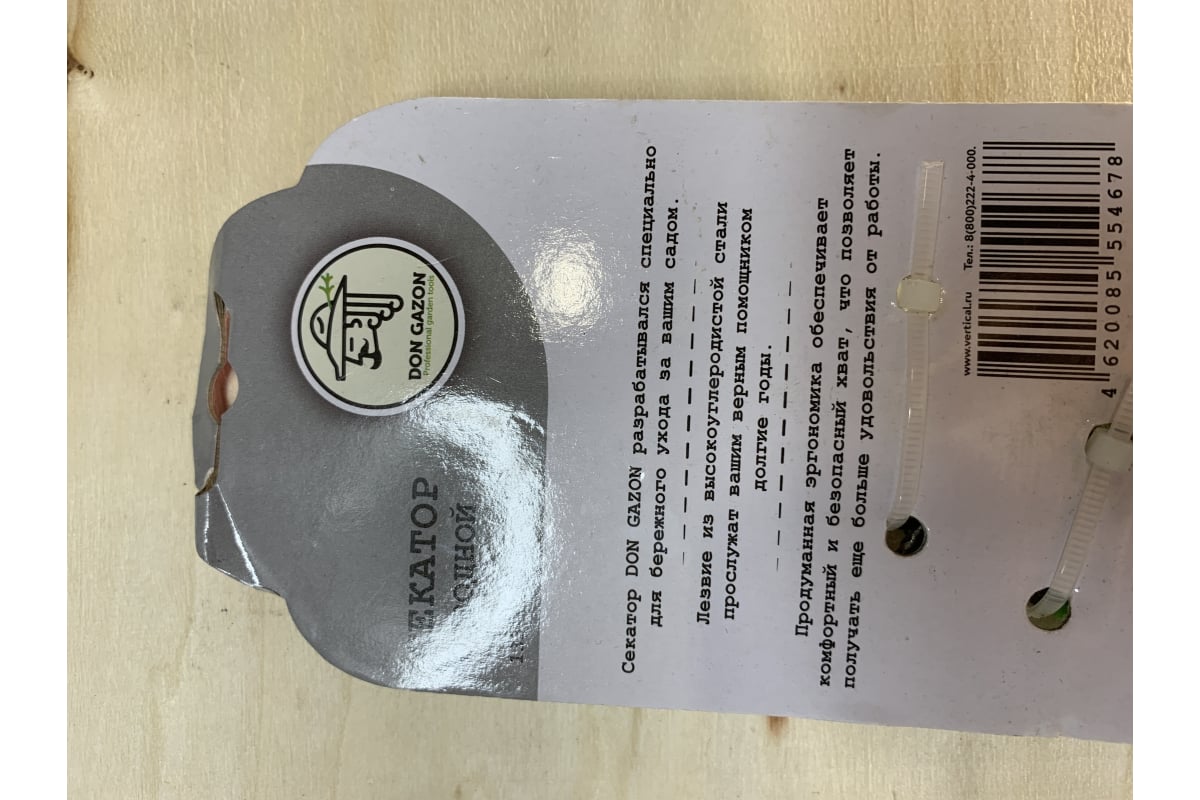 DON GAZON
Professional garden tools
ЕКАТОР
Секатор DON GAZON разрабатывался специально
для бережного ухода за вашим садом.
Лезвие из высокоуглеродистой стали
прослужат вашим верным помощником
долгие годы.
Продуманная эргономика обеспечивает
комфортный и безопасный хват, что позволяет
получать еще больше удовольствия от работы.
www.vertical.ru Тел.: 8(800)222-4-000.
4 620085 554678